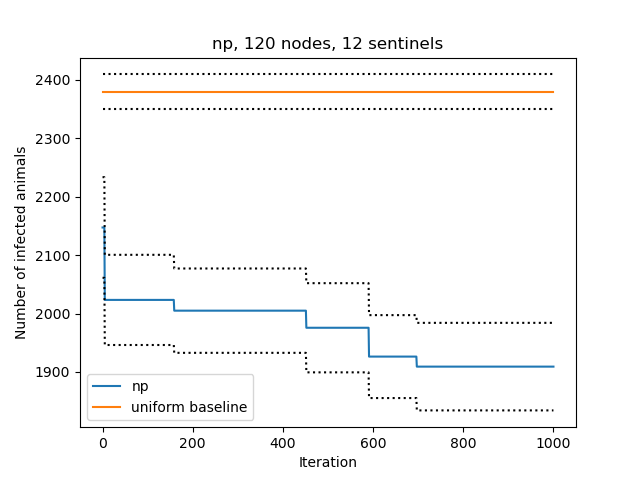 np, 120 nodes, 12 sentinels
Number of infected animals
2400
2300
2200
2100
2000
1900
np
uniform baseline
0 200 400 600 800 1000
Iteration